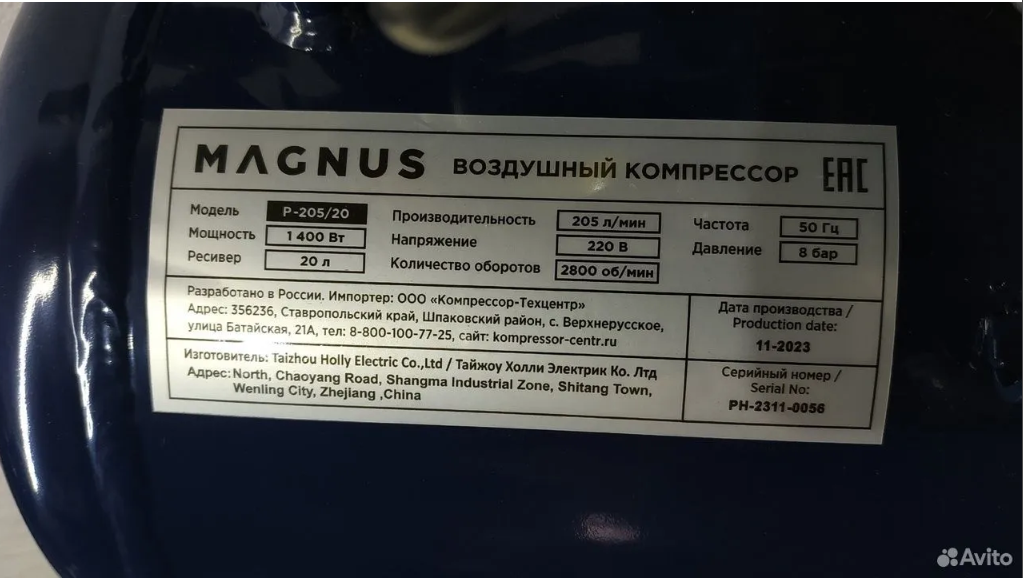 MAGNUS ВОЗДУШНЫЙ КОМПРЕССОР EAC
Модель P-205/20 Производительность 205 л/мин Частота 50 Гц
Мощность 1 400 Вт Напряжение 220 В Давление 8 бар
Ресивер 20 л Количество оборотов 2800 об/мин
Разработано в России. Импортер: ООО «Компрессор-Техцентр»
Адрес: 356236, Ставропольский край, Шпаковский район, с. Верхнерусское,
улица Батайская, 21А, тел: 8-800-100-77-25, сайт: kompressor-centr.ru
Дата производства /
Production date:
11-2023
Изготовитель: Taizhou Holly Electric Co.,Ltd / Тайжоу Холли Электрик Ко. Лтд
Адрес: North, Chaoyang Road, Shangma Industrial Zone, Shitang Town,
Wenling City, Zhejiang ,China
Серийный номер /
Serial No:
PH-2311-0056
Avito